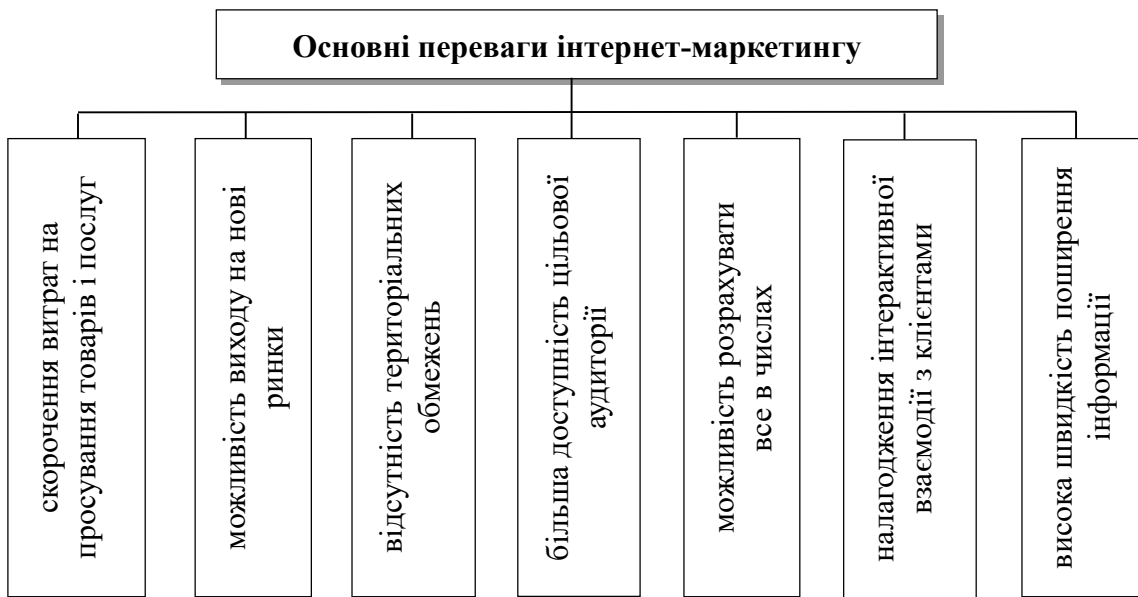 Основні переваги інтернет-маркетингу
скорочення витрат на
просування товарів і послуг
можливість виходу на нові
ринки
відсутність територіальних
обмежень
більша доступність цільової
аудиторії
можливість розрахувати
все в числах
налагодження інтерактивної
взаємодії з клієнтами
висока швидкість поширення
інформації